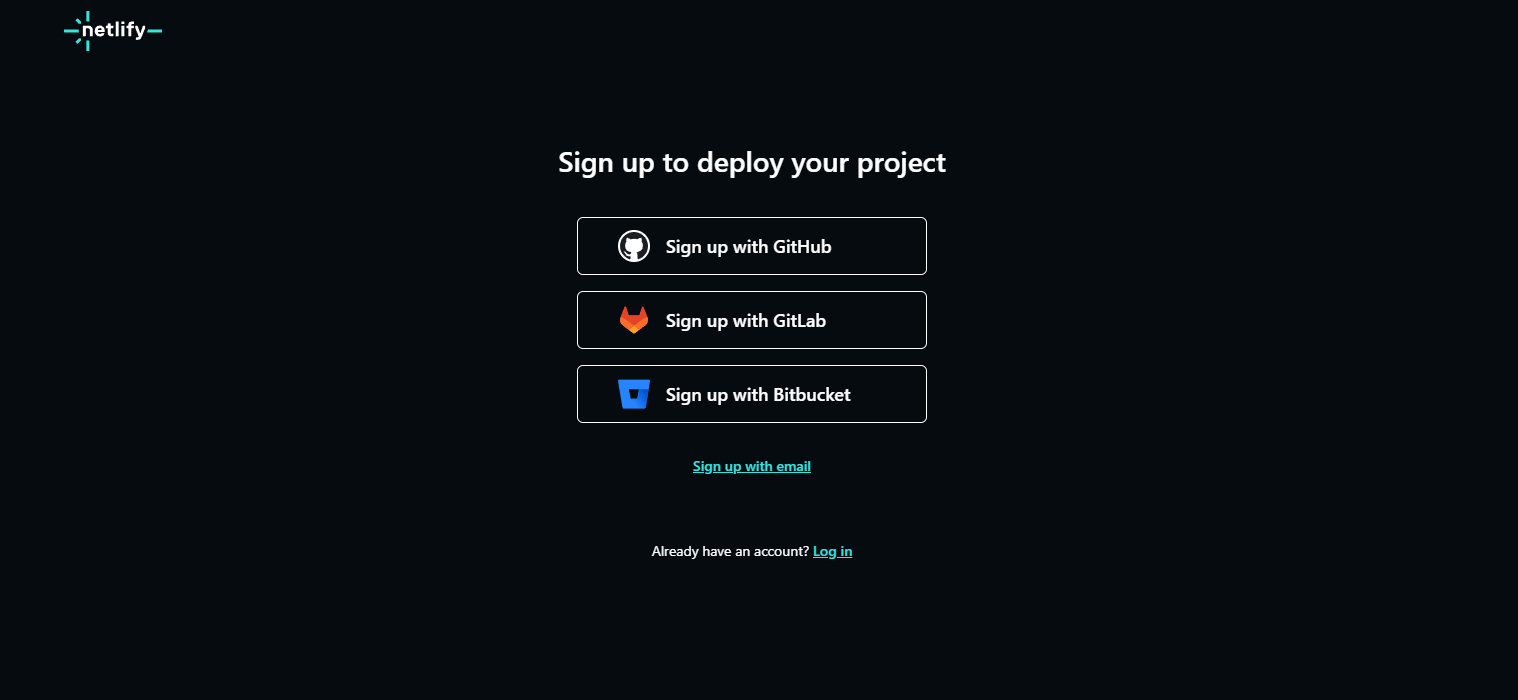 netlify
Sign up to deploy your project
Sign up with GitHub
Sign up with GitLab
Sign up with Bitbucket
Sign up with email
Already have an account? Log in